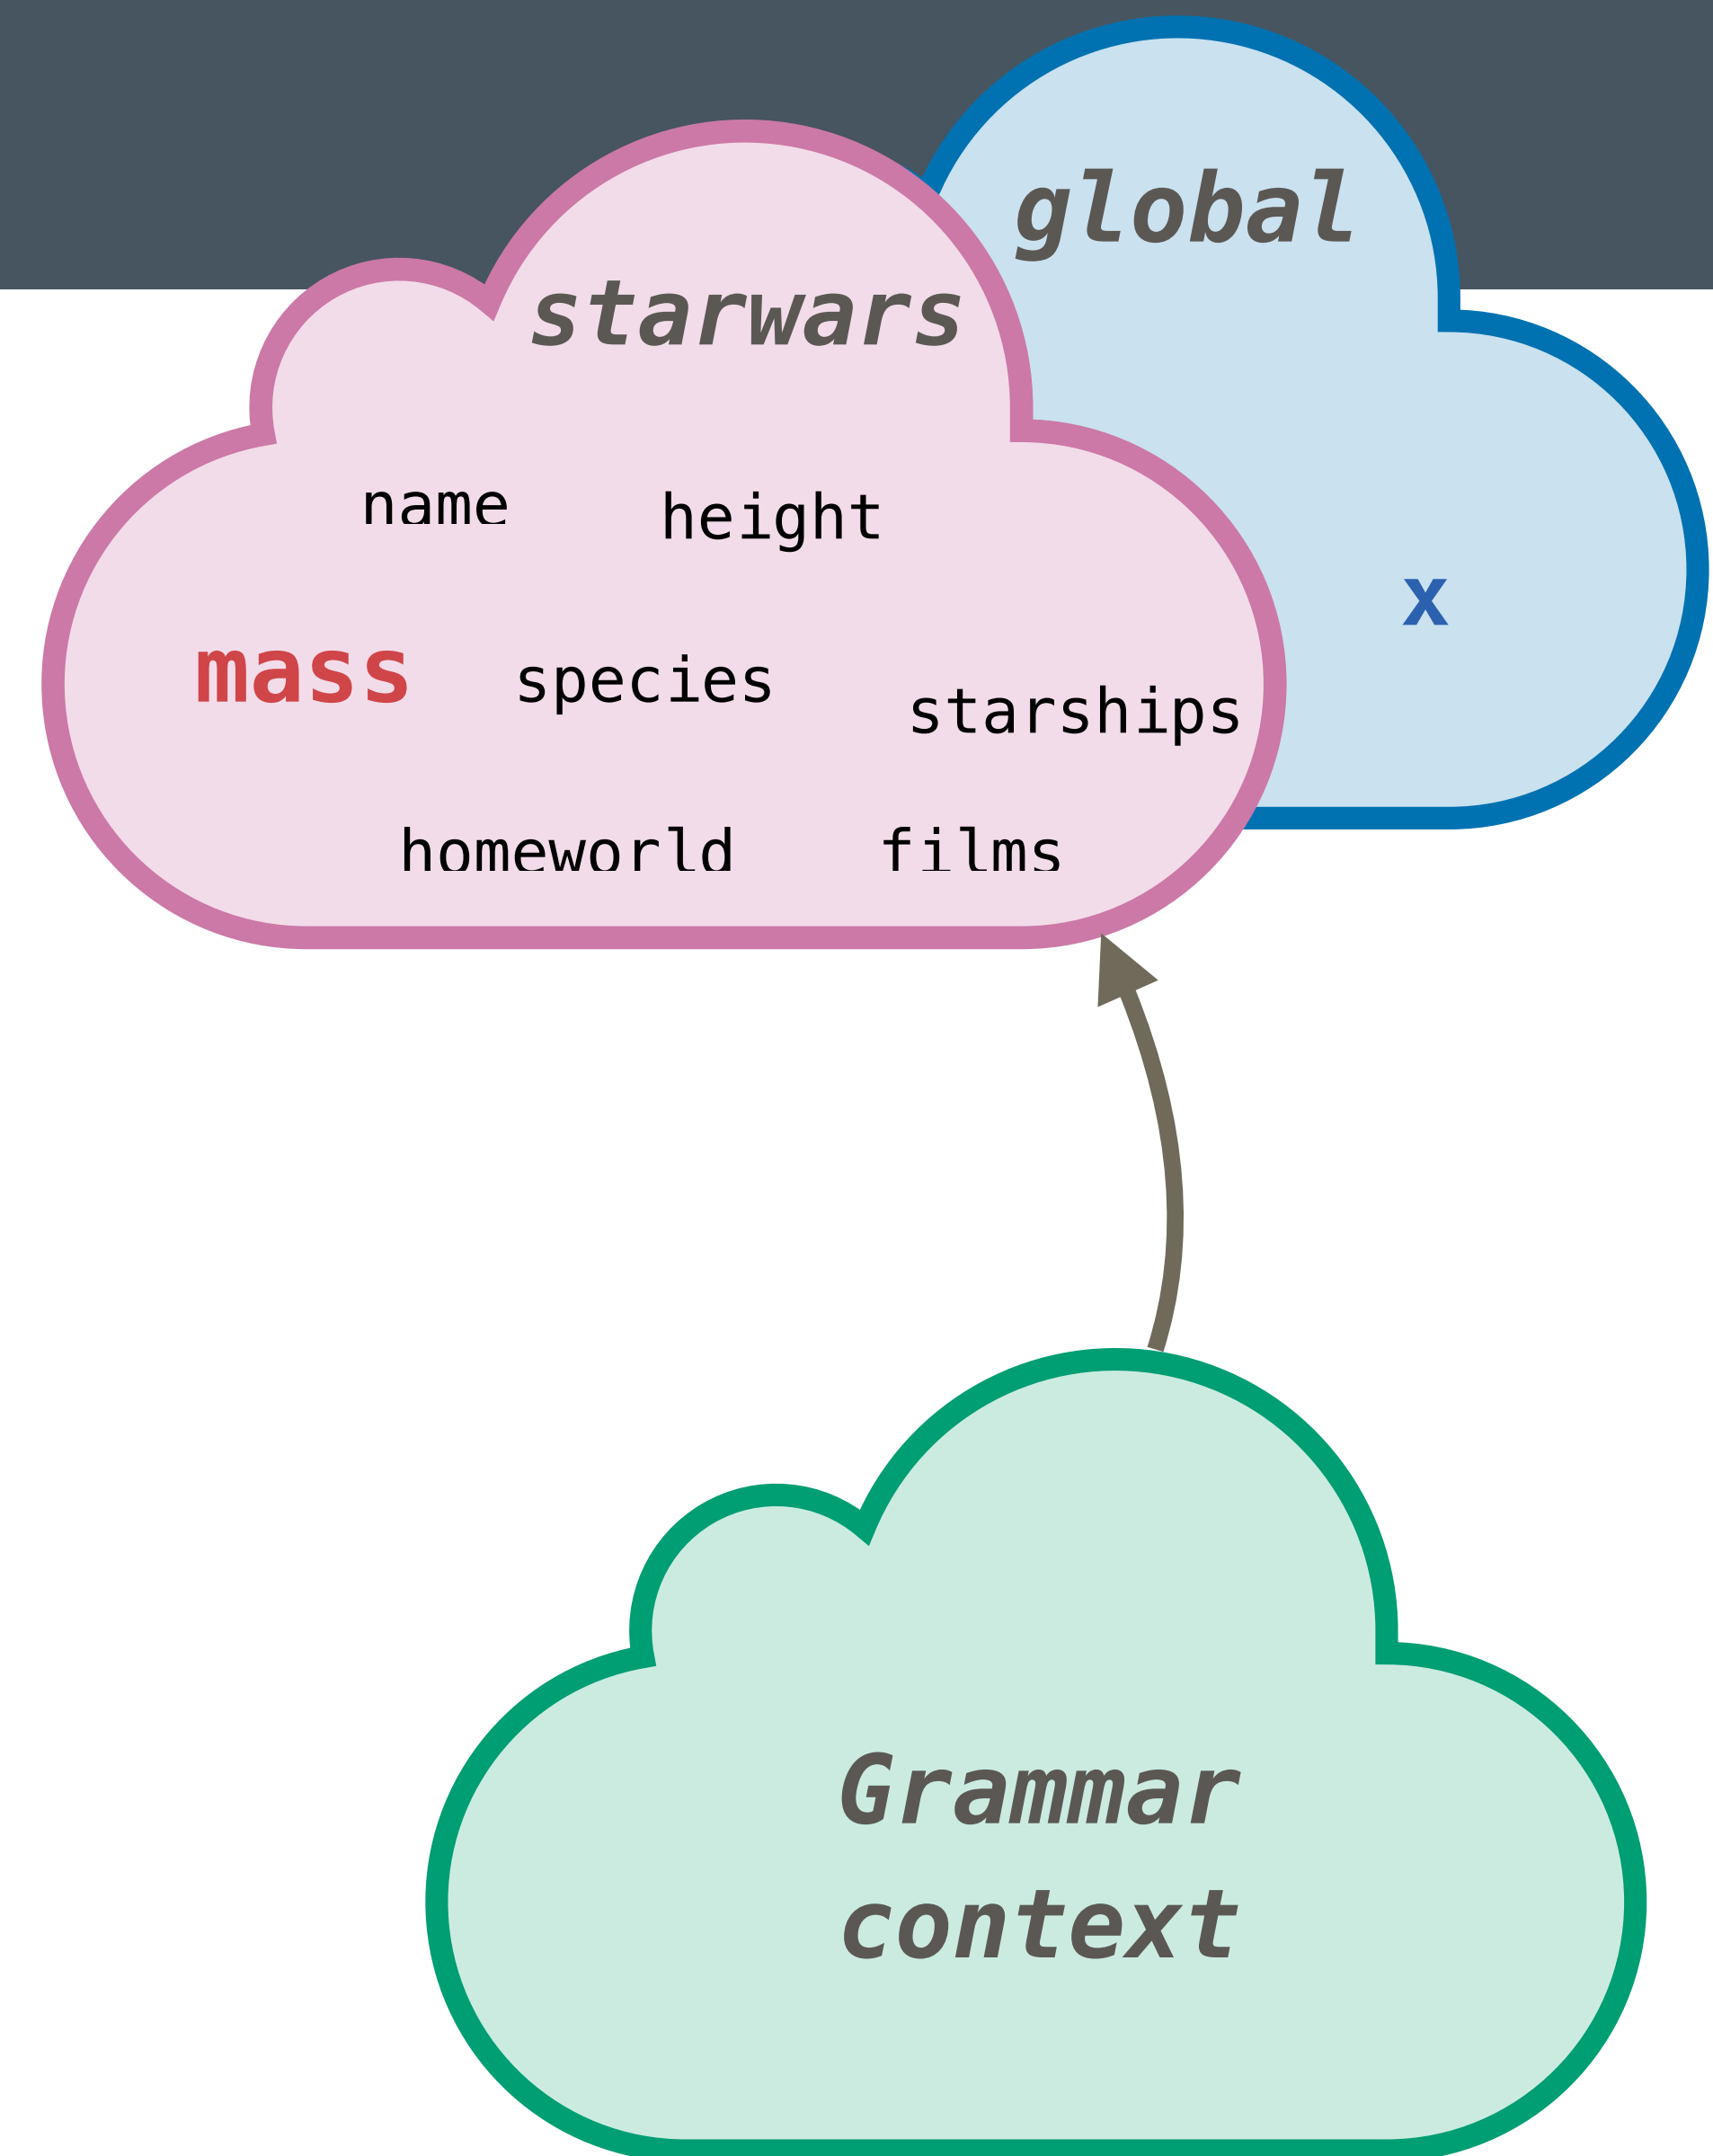 global
starwars
name height
x
mass species starships
homeworld films
Grammar
context